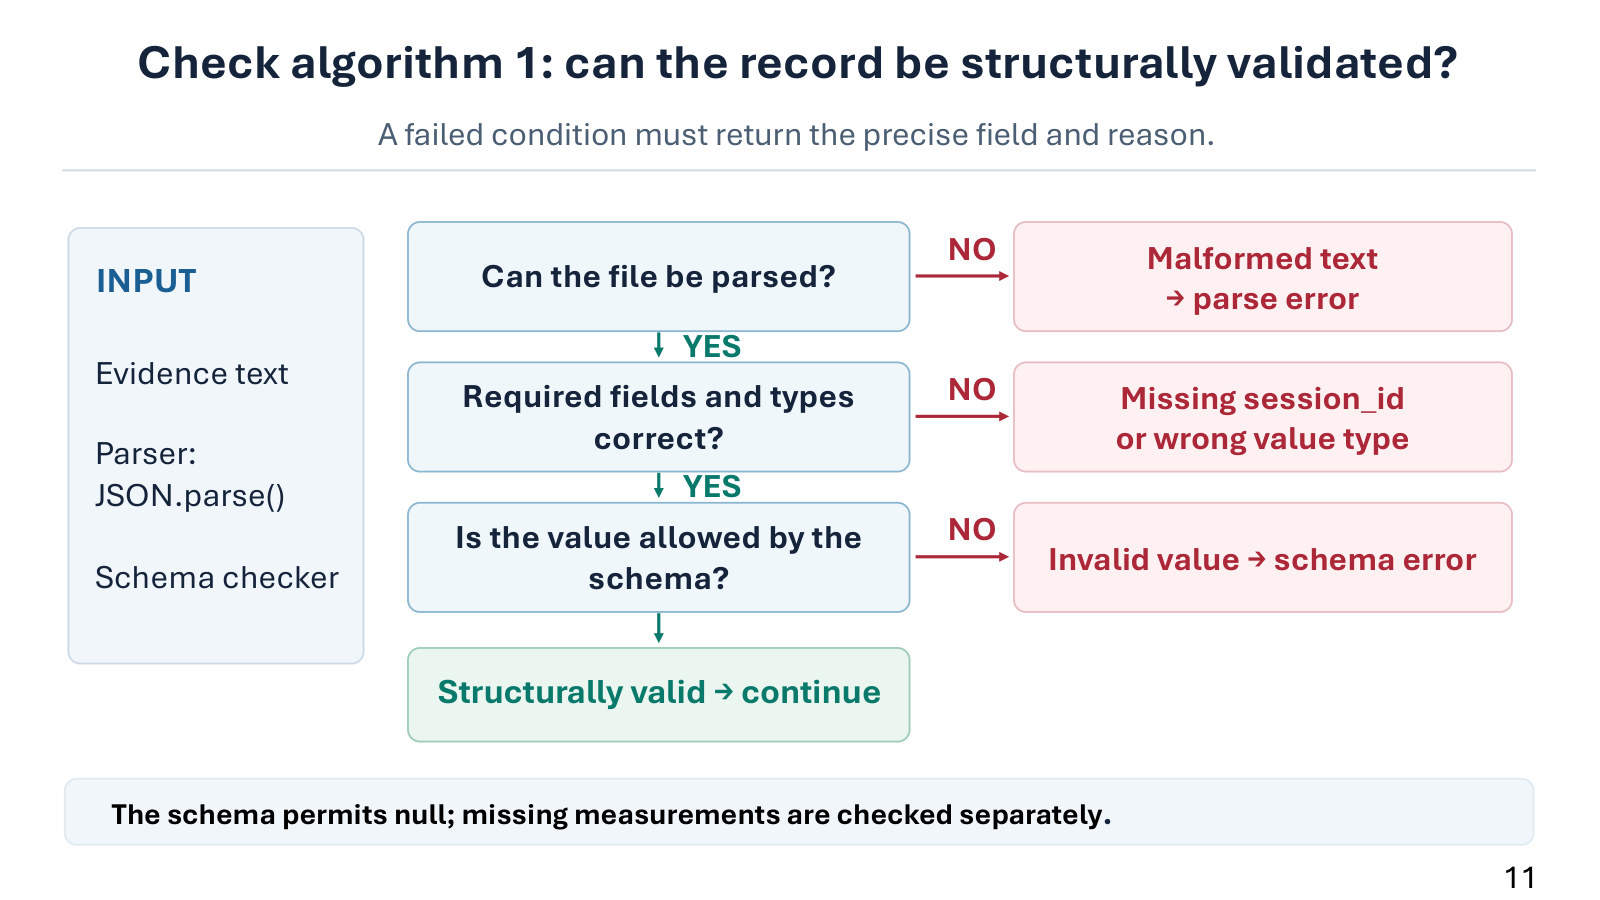 Check algorithm 1: can the record be structurally validated?
A failed condition must return the precise field and reason.
INPUT
Evidence text
Parser:
JSON.parse()
Schema checker
Can the file be parsed?
NO
Malformed text
→ parse error
YES
Required fields and types
correct?
NO
Missing session_id
or wrong value type
YES
Is the value allowed by the
schema?
NO
Invalid value → schema error
Structurally valid → continue
The schema permits null; missing measurements are checked separately.
11